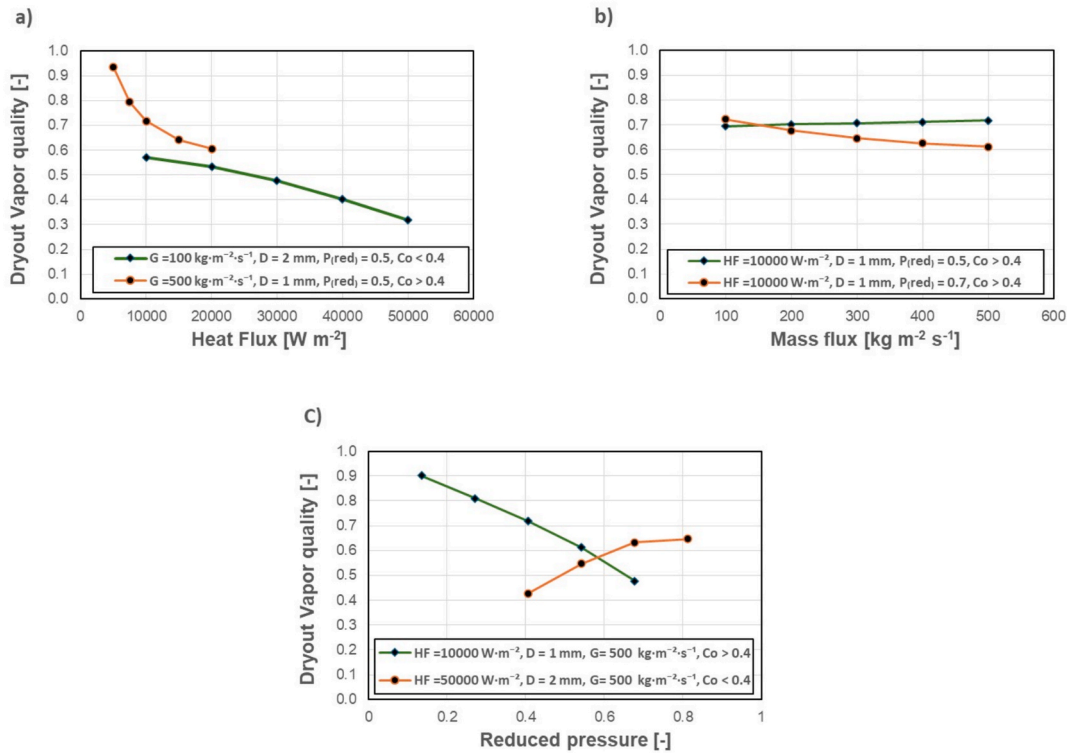 a)
1.0
0.9
0.8
0.7
0.6
0.5
0.4
0.3
0.2
0.1
0.0
Dryout Vapor quality [-]
G =100 kg·m⁻²·s⁻¹, D = 2 mm, P(red) = 0.5, Co < 0.4
G =500 kg·m⁻²·s⁻¹, D = 1 mm, P(red) = 0.5, Co > 0.4
0 10000 20000 30000 40000 50000 60000
Heat Flux [W m⁻²]
b)
1.0
0.9
0.8
0.7
0.6
0.5
0.4
0.3
0.2
0.1
0.0
Dryout Vapor quality [-]
HF =10000 W·m⁻², D = 1 mm, P(red) = 0.5, Co > 0.4
HF =10000 W·m⁻², D = 1 mm, P(red) = 0.7, Co > 0.4
0 100 200 300 400 500 600
Mass flux [kg m⁻² s⁻¹]
C)
1.0
0.9
0.8
0.7
0.6
0.5
0.4
0.3
0.2
0.1
0.0
Dryout Vapor quality [-]
HF =10000 W·m⁻², D = 1 mm, G= 500 kg·m⁻²·s⁻¹, Co > 0.4
HF =50000 W·m⁻², D = 2 mm, G= 500 kg·m⁻²·s⁻¹, Co < 0.4
0 0.2 0.4 0.6 0.8 1
Reduced pressure [-]